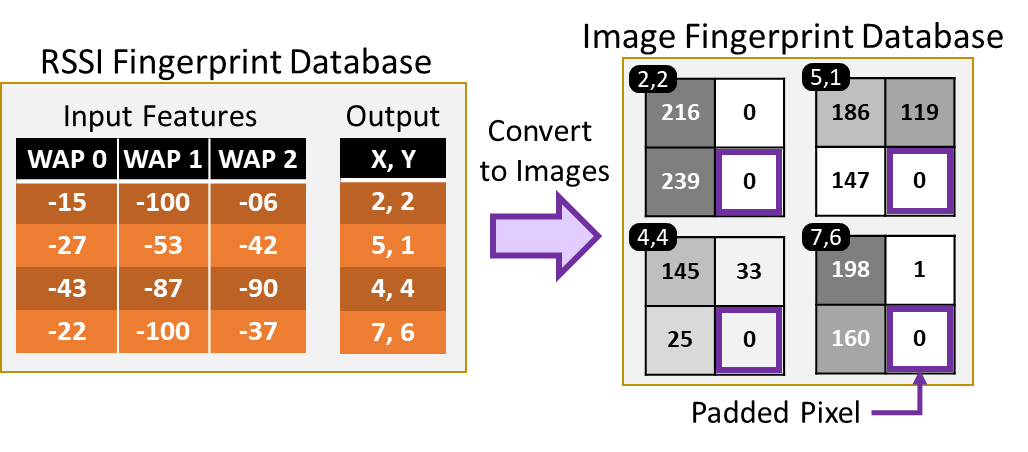 RSSI Fingerprint Database
Input Features
Output
WAP 0 WAP 1 WAP 2
X, Y
-15 -100 -06
2, 2
-27 -53 -42
5, 1
-43 -87 -90
4, 4
-22 -100 -37
7, 6
Convert
to Images
Image Fingerprint Database
2,2
216 0
239 0
5,1
186 119
147 0
4,4
145 33
25 0
7,6
198 1
160 0
Padded Pixel